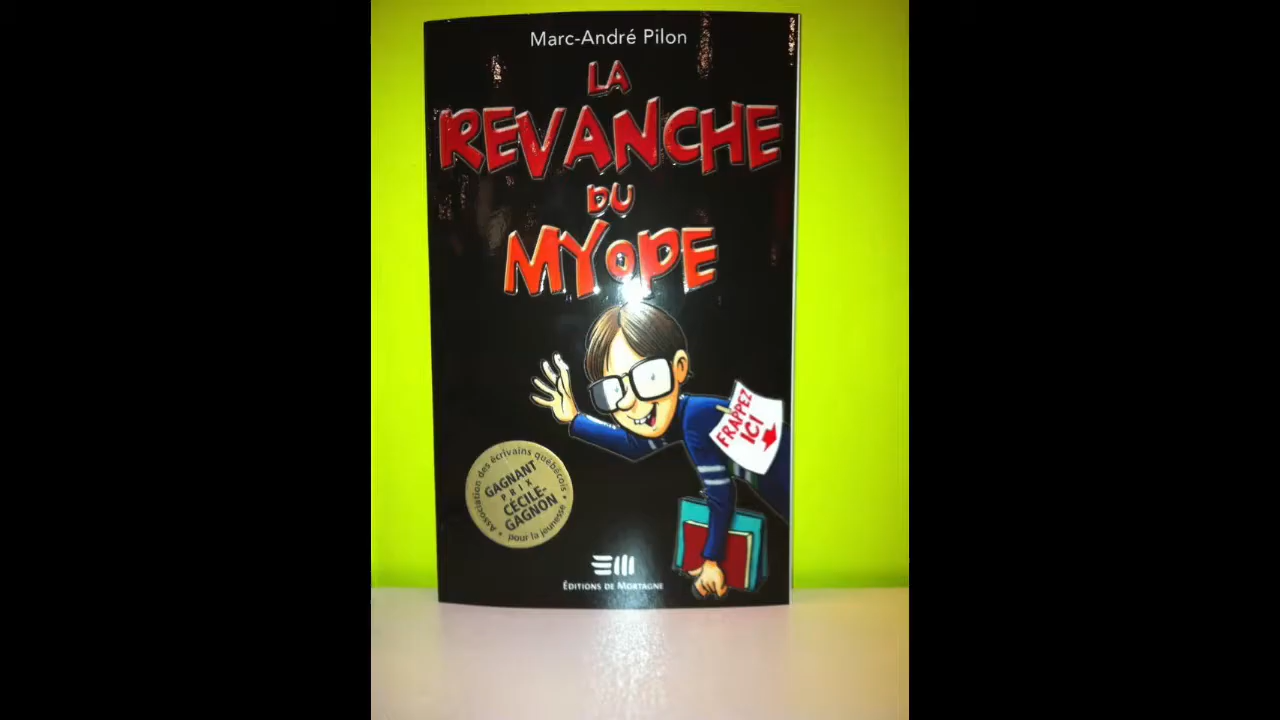 Marc-André Pilon
LA
REVANCHE
DU
MYOPE
FRAPPEZ
ICI
Association des écrivains québécois
GAGNANT
PRIX
CÉCILE-
GAGNON
pour la jeunesse
ÉDITIONS DE MORTAGNE